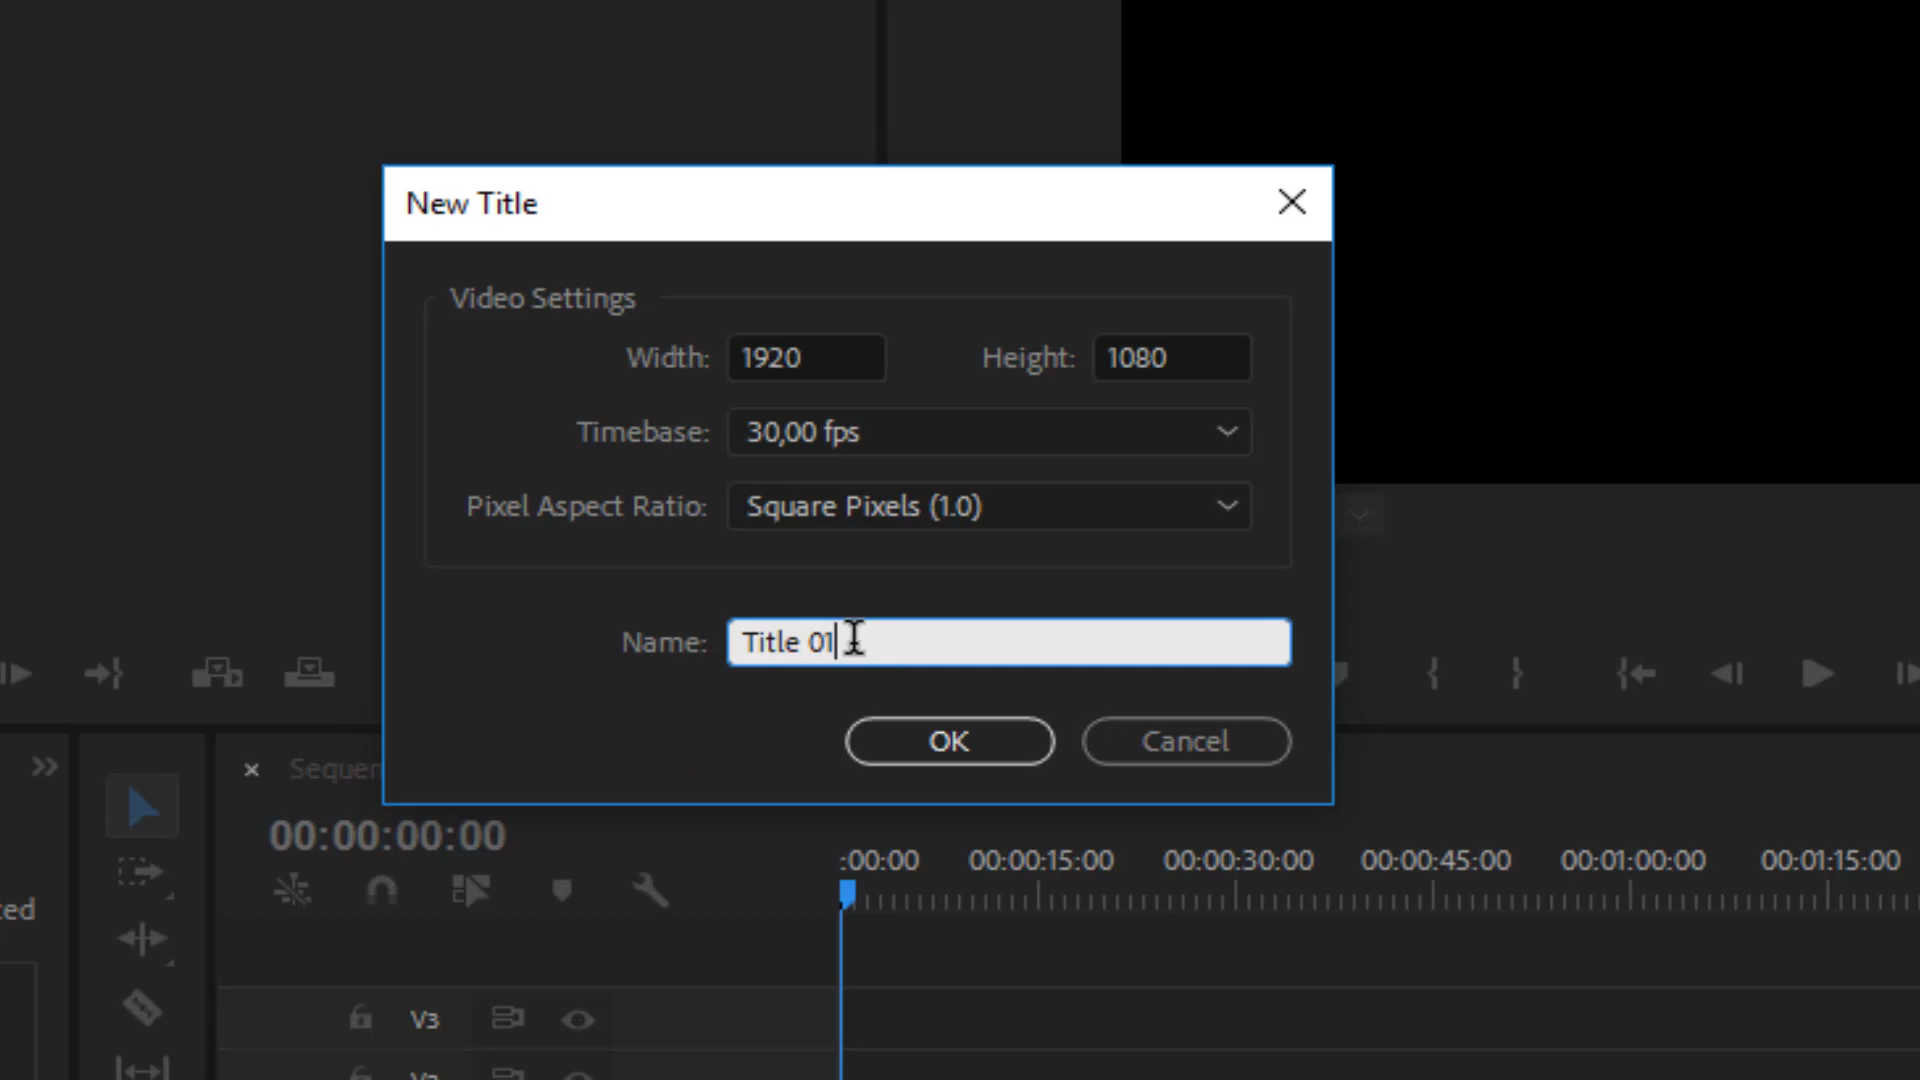 New Title
Video Settings
Width: 1920 Height: 1080
Timebase: 30,00 fps
Pixel Aspect Ratio: Square Pixels (1.0)
Name: Title 01
OK Cancel
Sequen
00:00:00:00
:00:00 00:00:15:00 00:00:30:00 00:00:45:00 00:01:00:00 00:01:15:00
V3